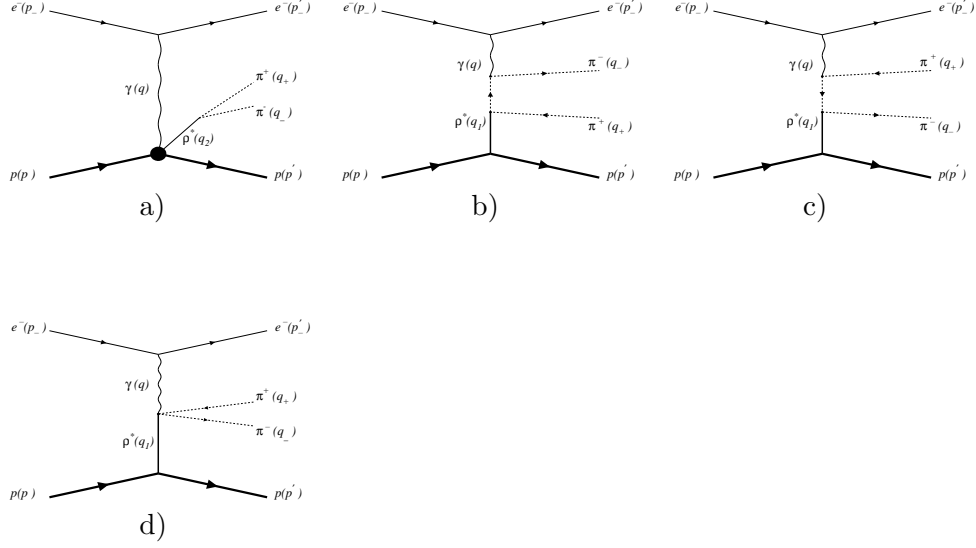 e⁻(p₋) e⁻(p₋′)
γ(q)
π⁺(q₊)
π⁻(q₋)
ρ*(q₂)
p(p) p(p′)
a)
e⁻(p₋) e⁻(p₋′)
γ(q)
π⁻(q₋)
ρ*(q₁)
π⁺(q₊)
p(p) p(p′)
b)
e⁻(p₋) e⁻(p₋′)
γ(q)
π⁺(q₊)
ρ*(q₁)
π⁻(q₋)
p(p) p(p′)
c)
e⁻(p₋) e⁻(p₋′)
γ(q)
π⁺(q₊)
π⁻(q₋)
ρ*(q₁)
p(p) p(p′)
d)